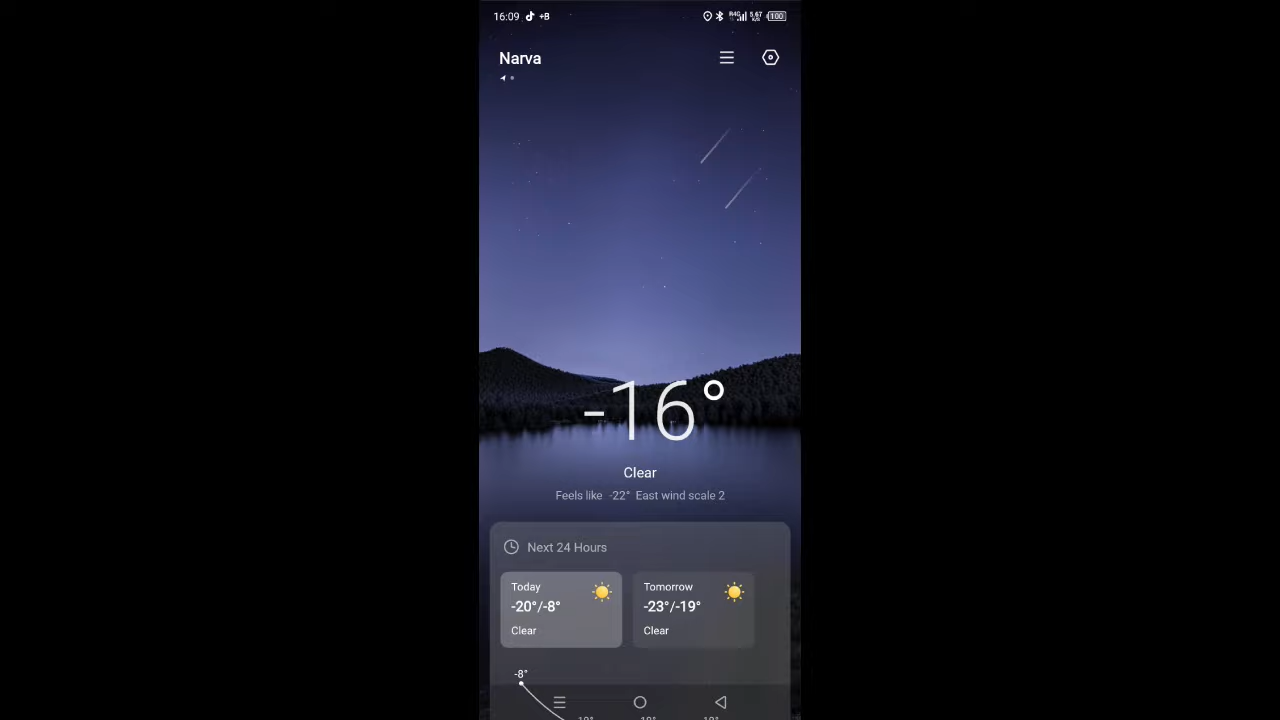 16:09 +B 100
Narva
-16°
Clear
Feels like -22° East wind scale 2
Next 24 Hours
Today
-20°/-8°
Clear
Tomorrow
-23°/-19°
Clear
-8°